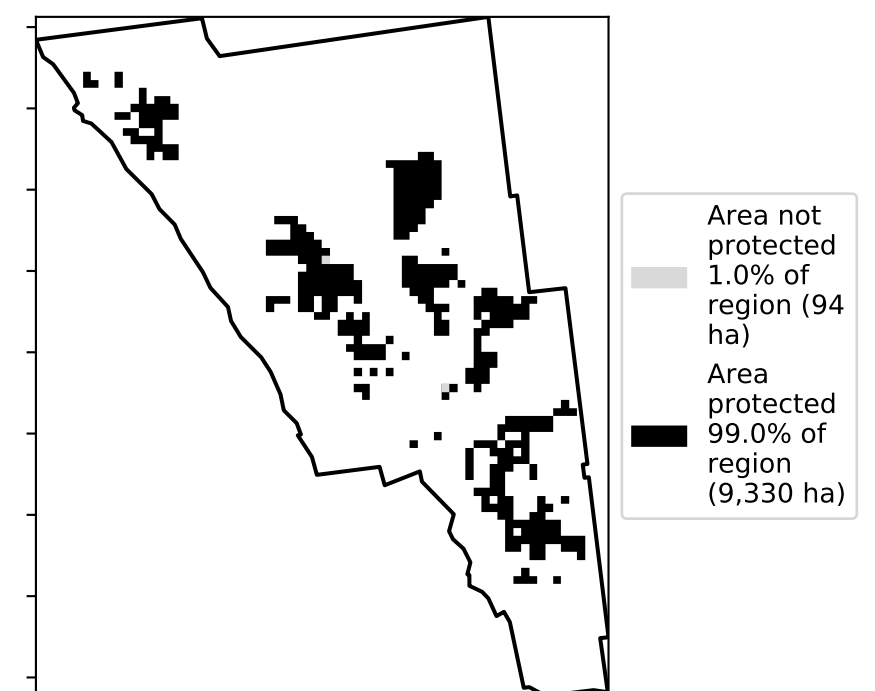 Area not
protected
1.0% of
region (94
ha)
Area
protected
99.0% of
region
(9,330 ha)